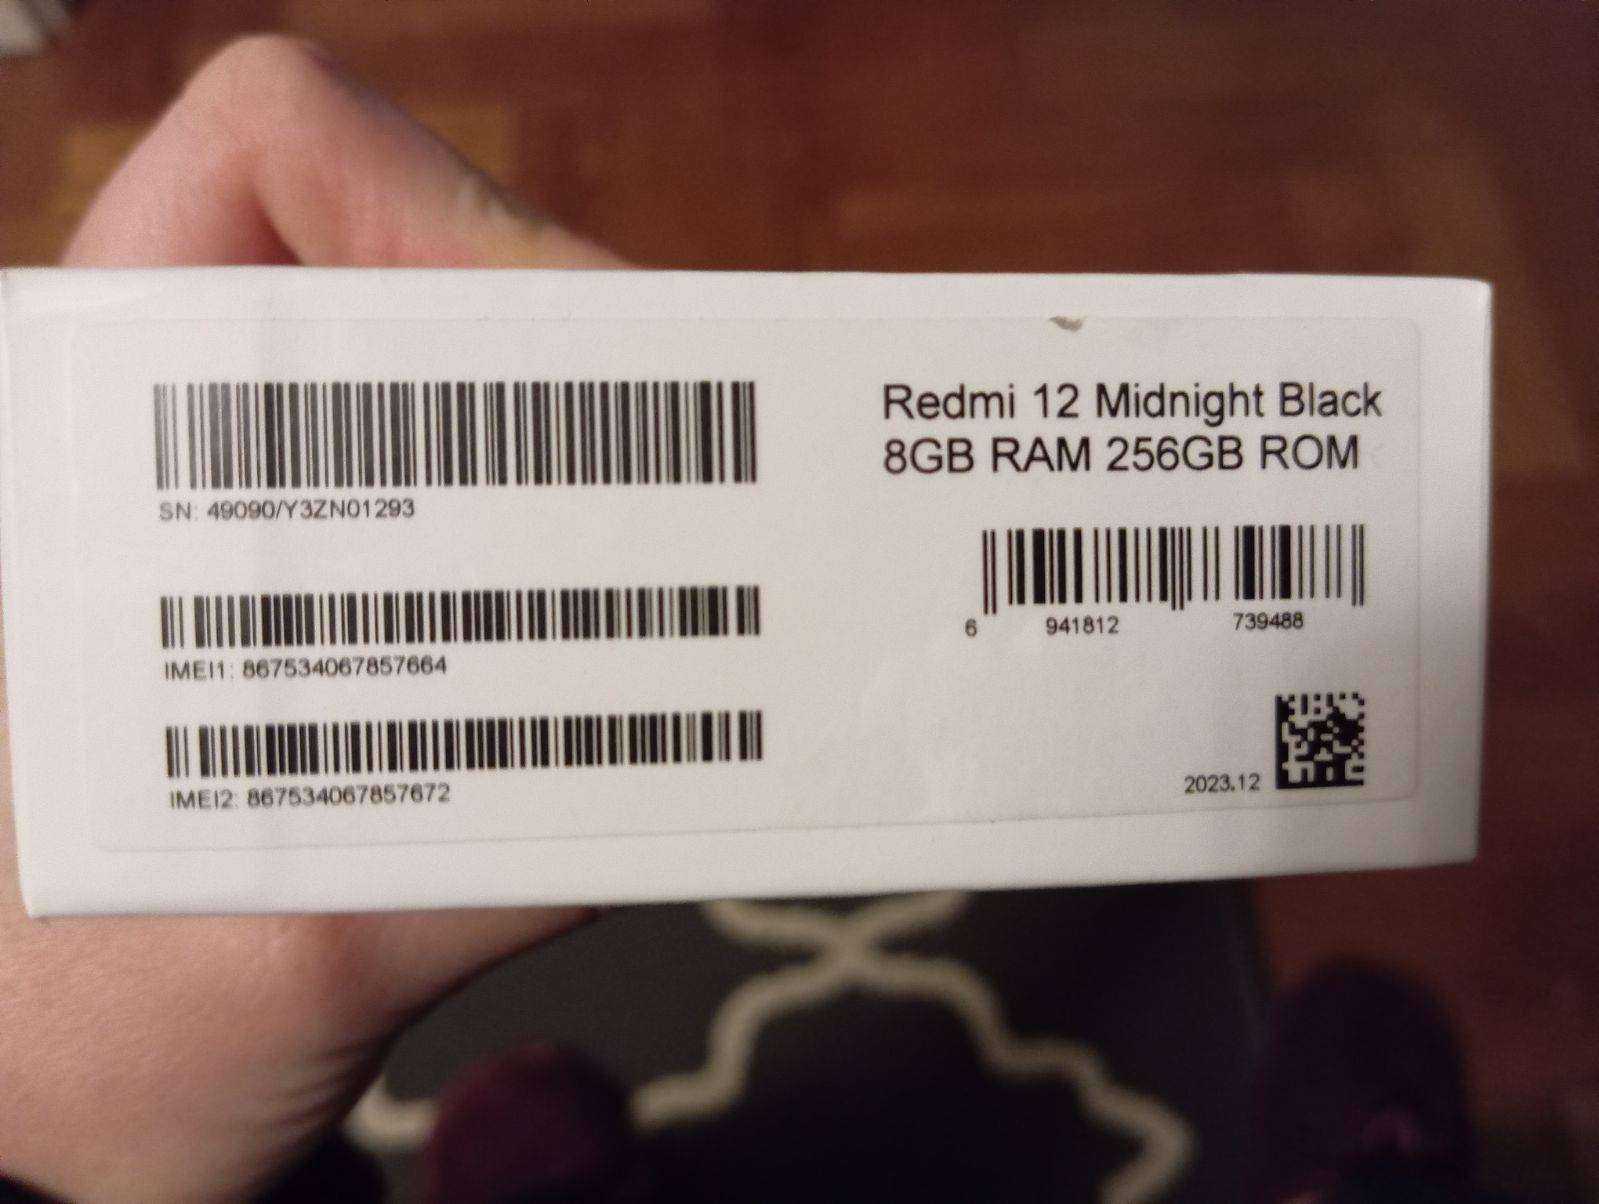 SN: 49090/Y3ZN01293
IMEI1: 867534067857664
IMEI2: 867534067857672
Redmi 12 Midnight Black
8GB RAM 256GB ROM
6 941812 739488
2023.12